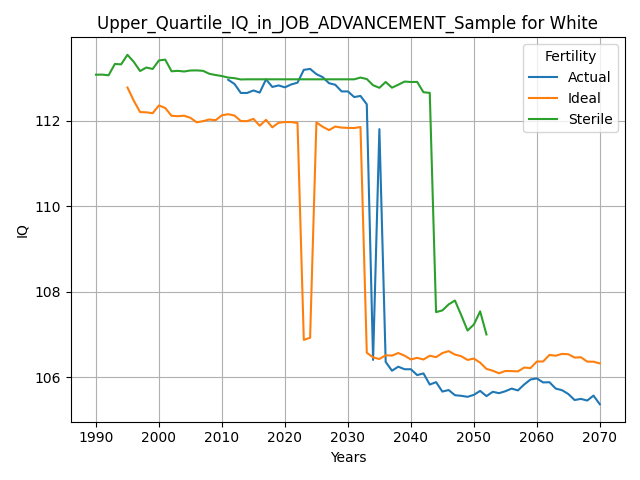 Upper_Quartile_IQ_in_JOB_ADVANCEMENT_Sample for White
Fertility
Actual
Ideal
Sterile
IQ
112
110
108
106
1990 2000 2010 2020 2030 2040 2050 2060 2070
Years